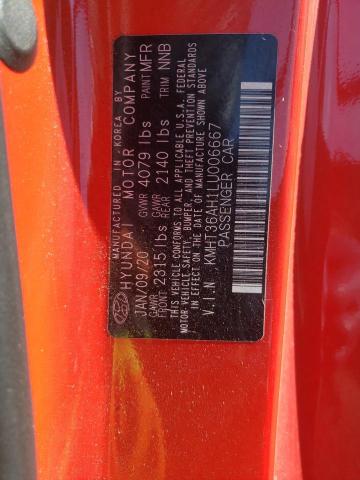 MANUFACTURED IN KOREA BY
HYUNDAI MOTOR COMPANY
JAN/09/20 GVWR 4079 lbs PAINT MFR
GAWR FRONT 2315 lbs GAWR REAR 2140 lbs TRIM NNB
THIS VEHICLE CONFORMS TO ALL APPLICABLE U.S.A. FEDERAL
MOTOR VEHICLE SAFETY, BUMPER, AND THEFT PREVENTION STANDARDS IN
EFFECT ON THE DATE OF MANUFACTURE SHOWN ABOVE
V.I.N: KMHT36AH1LU006667
PASSENGER CAR